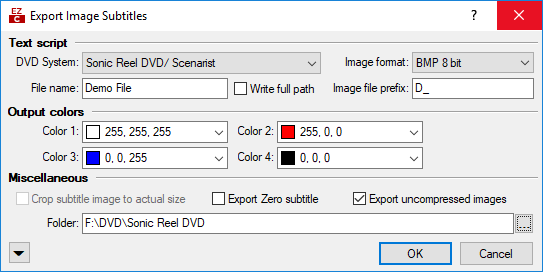 EZ
C
Export Image Subtitles
?
Text script
DVD System: Sonic Reel DVD/ Scenarist Image format: BMP 8 bit
File name: Demo File Write full path Image file prefix: D_
Output colors
Color 1: 255, 255, 255 Color 2: 255, 0, 0
Color 3: 0, 0, 255 Color 4: 0, 0, 0
Miscellaneous
Crop subtitle image to actual size Export Zero subtitle Export uncompressed images
Folder: F:\DVD\Sonic Reel DVD ...
OK Cancel